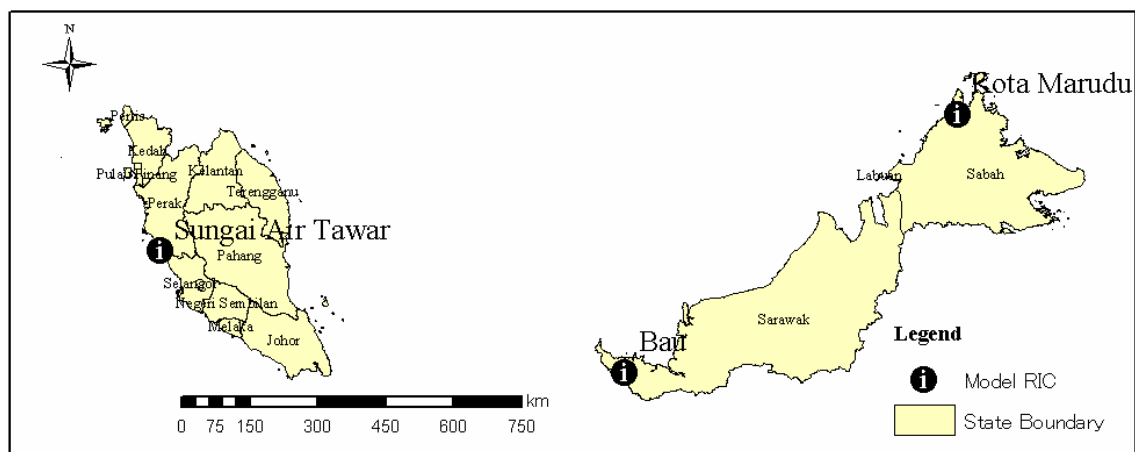 N
Kota Marudu
Perlis
Kedah
Kelantan
Pulau Pinang
Labuan
Sabah
Terengganu
Perak
Sungai Air Tawar
Pahang
Selangor
Negeri Sembilan
Sarawak
Melaka
Johor
Bau
Legend
Model RIC
State Boundary
km
0 75 150 300 450 600 750